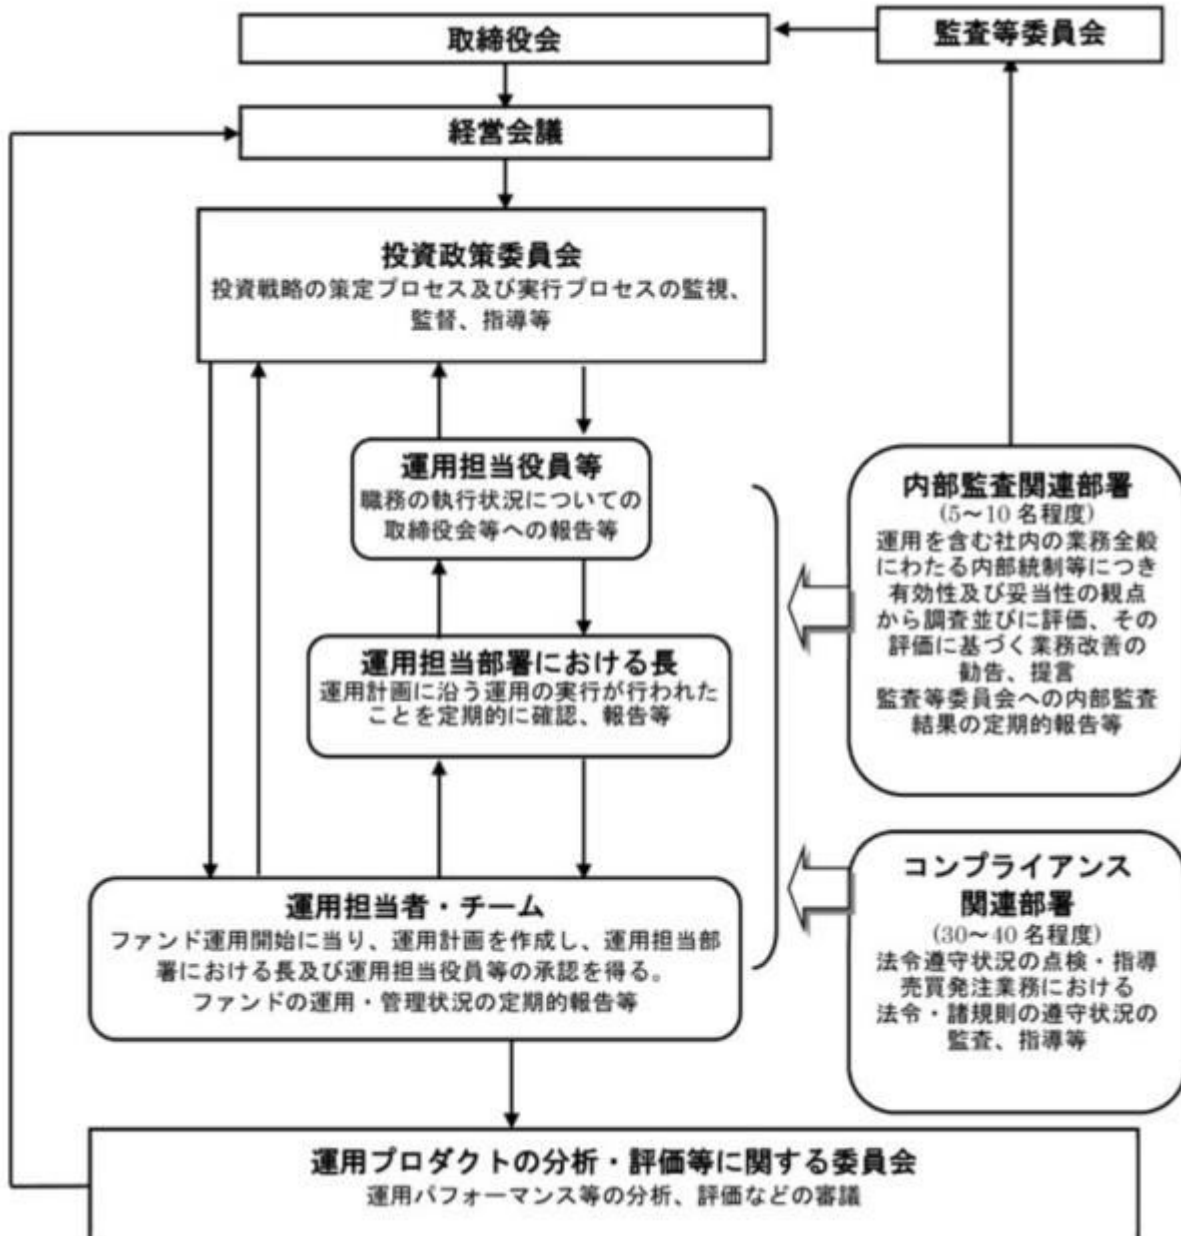 取締役会
監査等委員会
経営会議
投資政策委員会
投資戦略の策定プロセス及び実行プロセスの監視、
監督、指導等
運用担当役員等
職務の執行状況についての
取締役会等への報告等
運用担当部署における長
運用計画に沿う運用の実行が行われた
ことを定期的に確認、報告等
運用担当者・チーム
ファンド運用開始に当り、運用計画を作成し、運用担当部
署における長及び運用担当役員等の承認を得る。
ファンドの運用・管理状況の定期的報告等
内部監査関連部署
(5～10 名程度)
運用を含む社内の業務全般
にわたる内部統制等につき
有効性及び妥当性の観点
から調査並びに評価、その
評価に基づく業務改善の
勧告、提言
監査等委員会への内部監査
結果の定期的報告等
コンプライアンス
関連部署
(30～40 名程度)
法令遵守状況の点検・指導
売買発注業務における
法令・諸規則の遵守状況の
監査、指導等
運用プロダクトの分析・評価等に関する委員会
運用パフォーマンス等の分析、評価などの審議